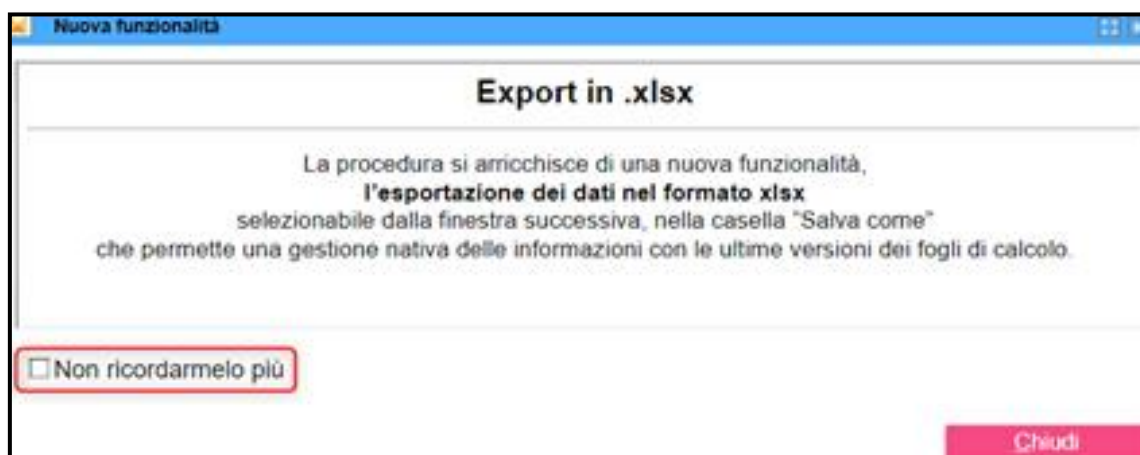 Nuova funzionalità
Export in .xlsx
La procedura si arricchisce di una nuova funzionalità,
l'esportazione dei dati nel formato xlsx
selezionabile dalla finestra successiva, nella casella "Salva come"
che permette una gestione nativa delle informazioni con le ultime versioni dei fogli di calcolo.
Non ricordarmelo più
Chiudi